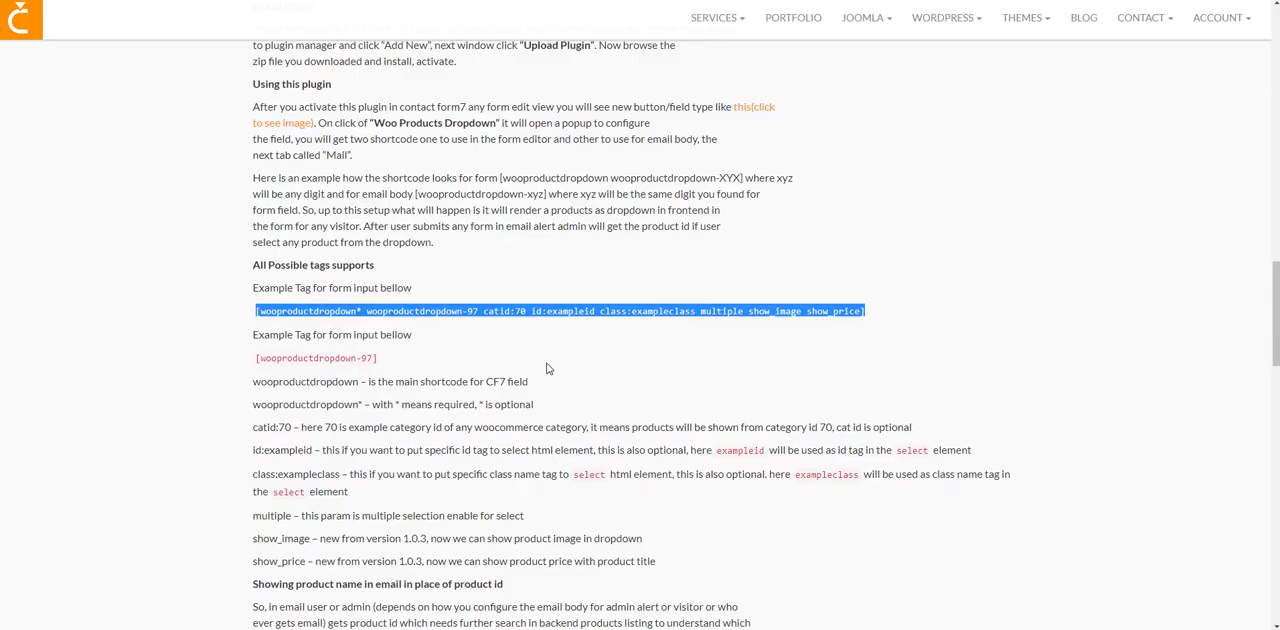 SERVICES PORTFOLIO JOOMLA WORDPRESS THEMES BLOG CONTACT ACCOUNT
to plugin manager and click “Add New”, next window click “Upload Plugin”. Now browse the
zip file you downloaded and install, activate.
Using this plugin
After you activate this plugin in contact form7 any form edit view you will see new button/field type like this(click
to see image). On click of “Woo Products Dropdown” it will open a popup to configure
the field, you will get two shortcode one to use in the form editor and other to use for email body, the
next tab called “Mail”.
Here is an example how the shortcode looks for form [wooproductdropdown wooproductdropdown-XYX] where xyz
will be any digit and for email body [wooproductdropdown-xyz] where xyz will be the same digit you found for
form field. So, up to this setup what will happen is it will render a products as dropdown in frontend in
the form for any visitor. After user submits any form in email alert admin will get the product id if user
select any product from the dropdown.
All Possible tags supports
Example Tag for form input bellow
[wooproductdropdown* wooproductdropdown-97 catid:70 id:exampleid class:exampleclass multiple show_image show_price]
Example Tag for form input bellow
[wooproductdropdown-97]
wooproductdropdown – is the main shortcode for CF7 field
wooproductdropdown* – with * means required, * is optional
catid:70 – here 70 is example category id of any woocommerce category, it means products will be shown from category id 70, cat id is optional
id:exampleid – this if you want to put specific id tag to select html element, this is also optional, here exampleid will be used as id tag in the select element
class:exampleclass – this if you want to put specific class name tag to select html element, this is also optional. here exampleclass will be used as class name tag in
the select element
multiple – this param is multiple selection enable for select
show_image – new from version 1.0.3, now we can show product image in dropdown
show_price – new from version 1.0.3, now we can show product price with product title
Showing product name in email in place of product id
So, in email user or admin (depends on how you configure the email body for admin alert or visitor or who
ever gets email) gets product id which needs further search in backend products listing to understand which